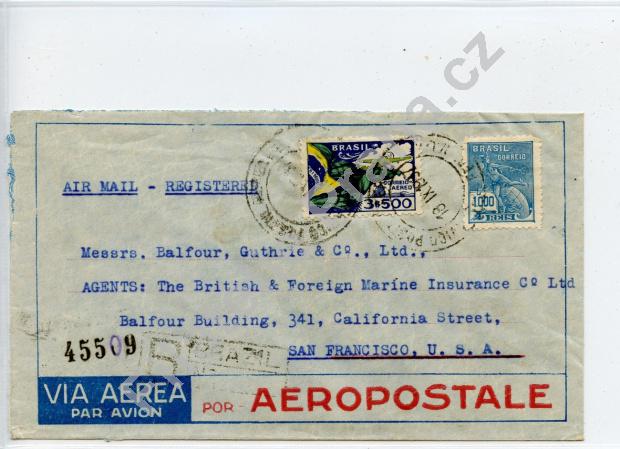 BRASIL
CORREIO
AEREO
3$500
BRASIL
CORREIO
1000
REIS
AIR MAIL - REGISTERED
Messrs. Balfour, Guthrie & Co., Ltd.,
AGENTS: The British & Foreign Marine Insurance Co Ltd
Balfour Building, 341, California Street,
SAN FRANCISCO, U. S. A.
45509
R
BRAZIL
VIA AEREA
PAR AVION
POR - AEROPOSTALE